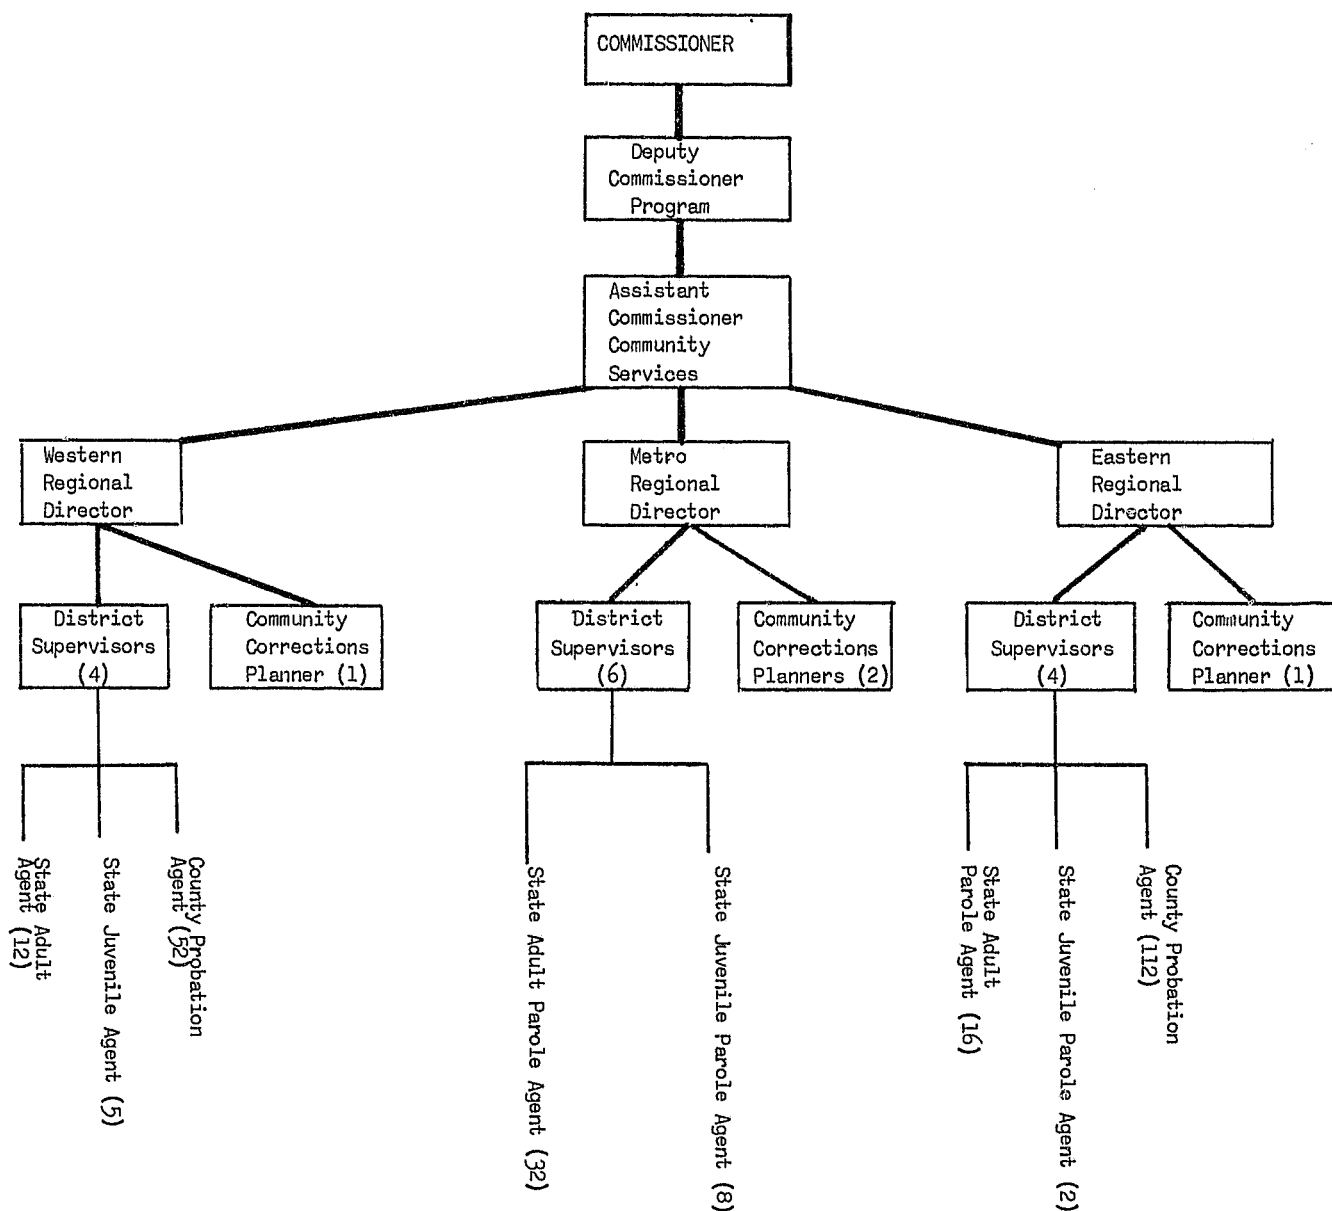 COMMISSIONER
Deputy
Commissioner
Program
Assistant
Commissioner
Community
Services
Western
Regional
Director
Metro
Regional
Director
Eastern
Regional
Director
District
Supervisors
(4)
Community
Corrections
Planner (1)
District
Supervisors
(6)
Community
Corrections
Planners (2)
District
Supervisors
(4)
Community
Corrections
Planner (1)
State Adult
Agent (12)
State Juvenile Agent (5)
County Probation
Agent (52)
State Adult Parole Agent (32)
State Juvenile Parole Agent (8)
State Adult
Parole Agent (16)
State Juvenile Parole Agent (2)
County Probation
Agent (112)